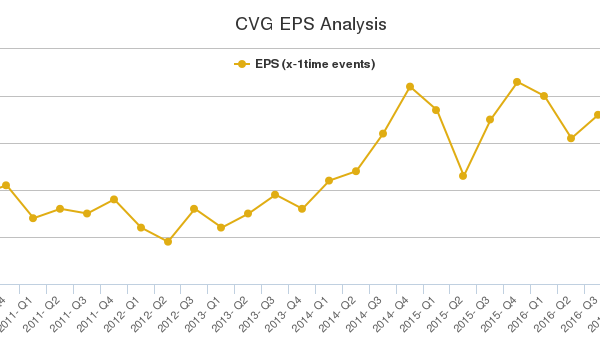 CVG EPS Analysis
EPS (x-1time events)
Q4
2011- Q1
2011- Q2
2011- Q3
2011- Q4
2012- Q1
2012- Q2
2012- Q3
2013- Q1
2013- Q2
2013- Q3
2013- Q4
2014- Q1
2014- Q2
2014- Q3
2014- Q4
2015- Q1
2015- Q2
2015- Q3
2015- Q4
2016- Q1
2016- Q2
2016- Q3